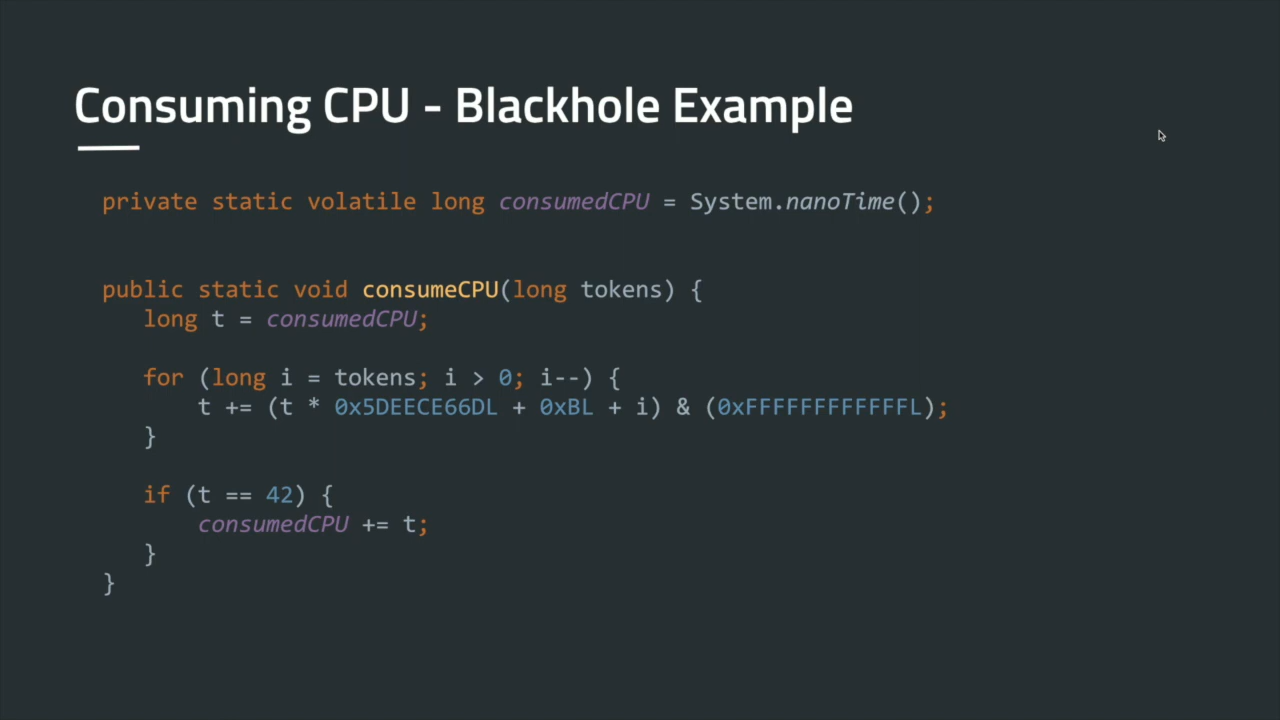 Consuming CPU - Blackhole Example
private static volatile long consumedCPU = System.nanoTime();
public static void consumeCPU(long tokens) {
long t = consumedCPU;
for (long i = tokens; i > 0; i--) {
t += (t * 0x5DEECE66DL + 0xBL + i) & (0xFFFFFFFFFFFFL);
}
if (t == 42) {
consumedCPU += t;
}
}